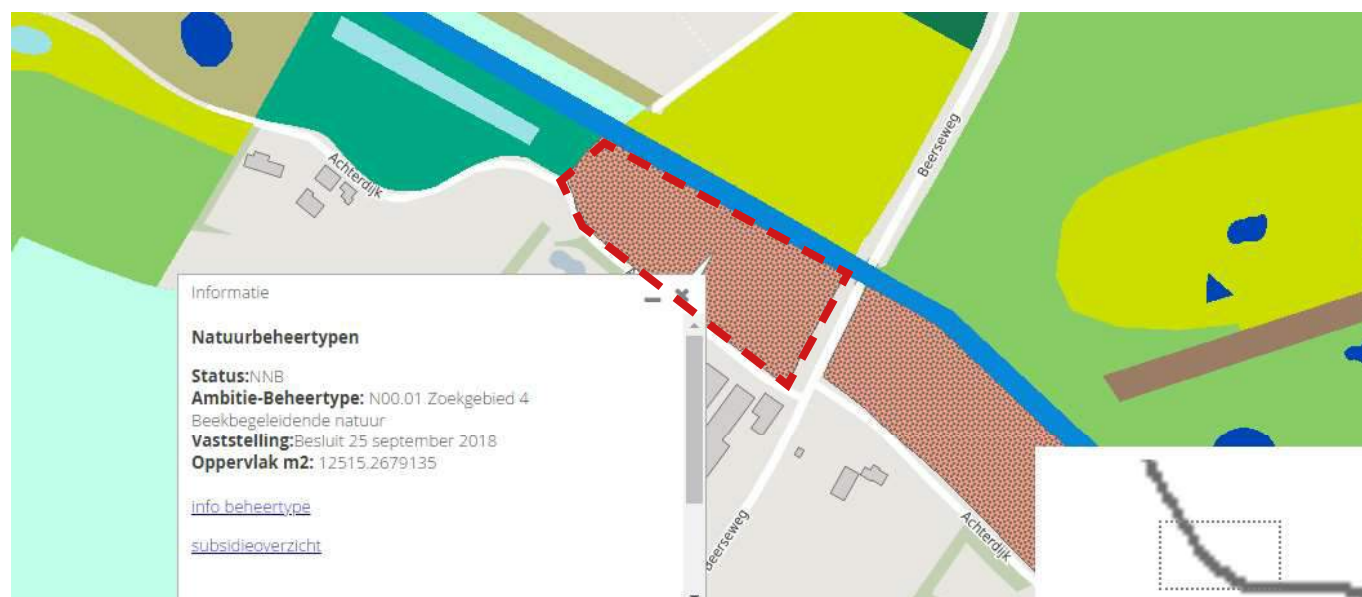 Beerseweg
Achterdijk
Informatie
Natuurbeheertypen
Status:NNB
Ambitie-Beheertype: N00.01 Zoekgebied 4
Beekbegeleidende natuur
Vaststelling:Besluit 25 september 2018
Oppervlak m2: 12515.2679135
info beheertype
subsidieoverzicht
Beerseweg
Achterdijk